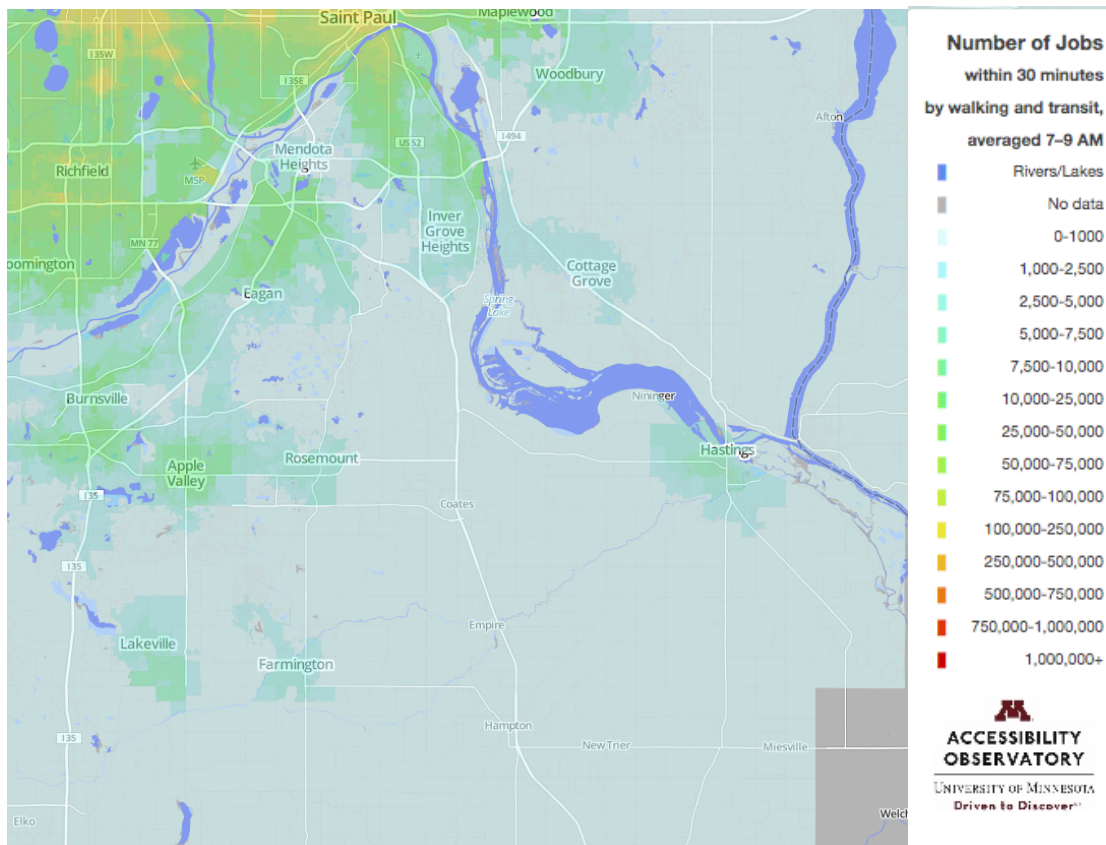 Saint Paul
Maplewood
I35W
I35E
Woodbury
Afton
US 52
I494
Mendota
Heights
Richfield
MSP
Inver
Grove
Heights
MN 77
oomington
Cottage
Grove
Eagan
Spring
Lake
Burnsville
Nininger
Hastings
Apple
Valley
Rosemount
I35
Coates
I35
Empire
Lakeville
Farmington
Hampton
New Trier
Miesville
I35
Elko
Welch
Number of Jobs
within 30 minutes
by walking and transit,
averaged 7–9 AM
Rivers/Lakes
No data
0-1000
1,000-2,500
2,500-5,000
5,000-7,500
7,500-10,000
10,000-25,000
25,000-50,000
50,000-75,000
75,000-100,000
100,000-250,000
250,000-500,000
500,000-750,000
750,000-1,000,000
1,000,000+
M
ACCESSIBILITY
OBSERVATORY
UNIVERSITY OF MINNESOTA
Driven to Discover℠